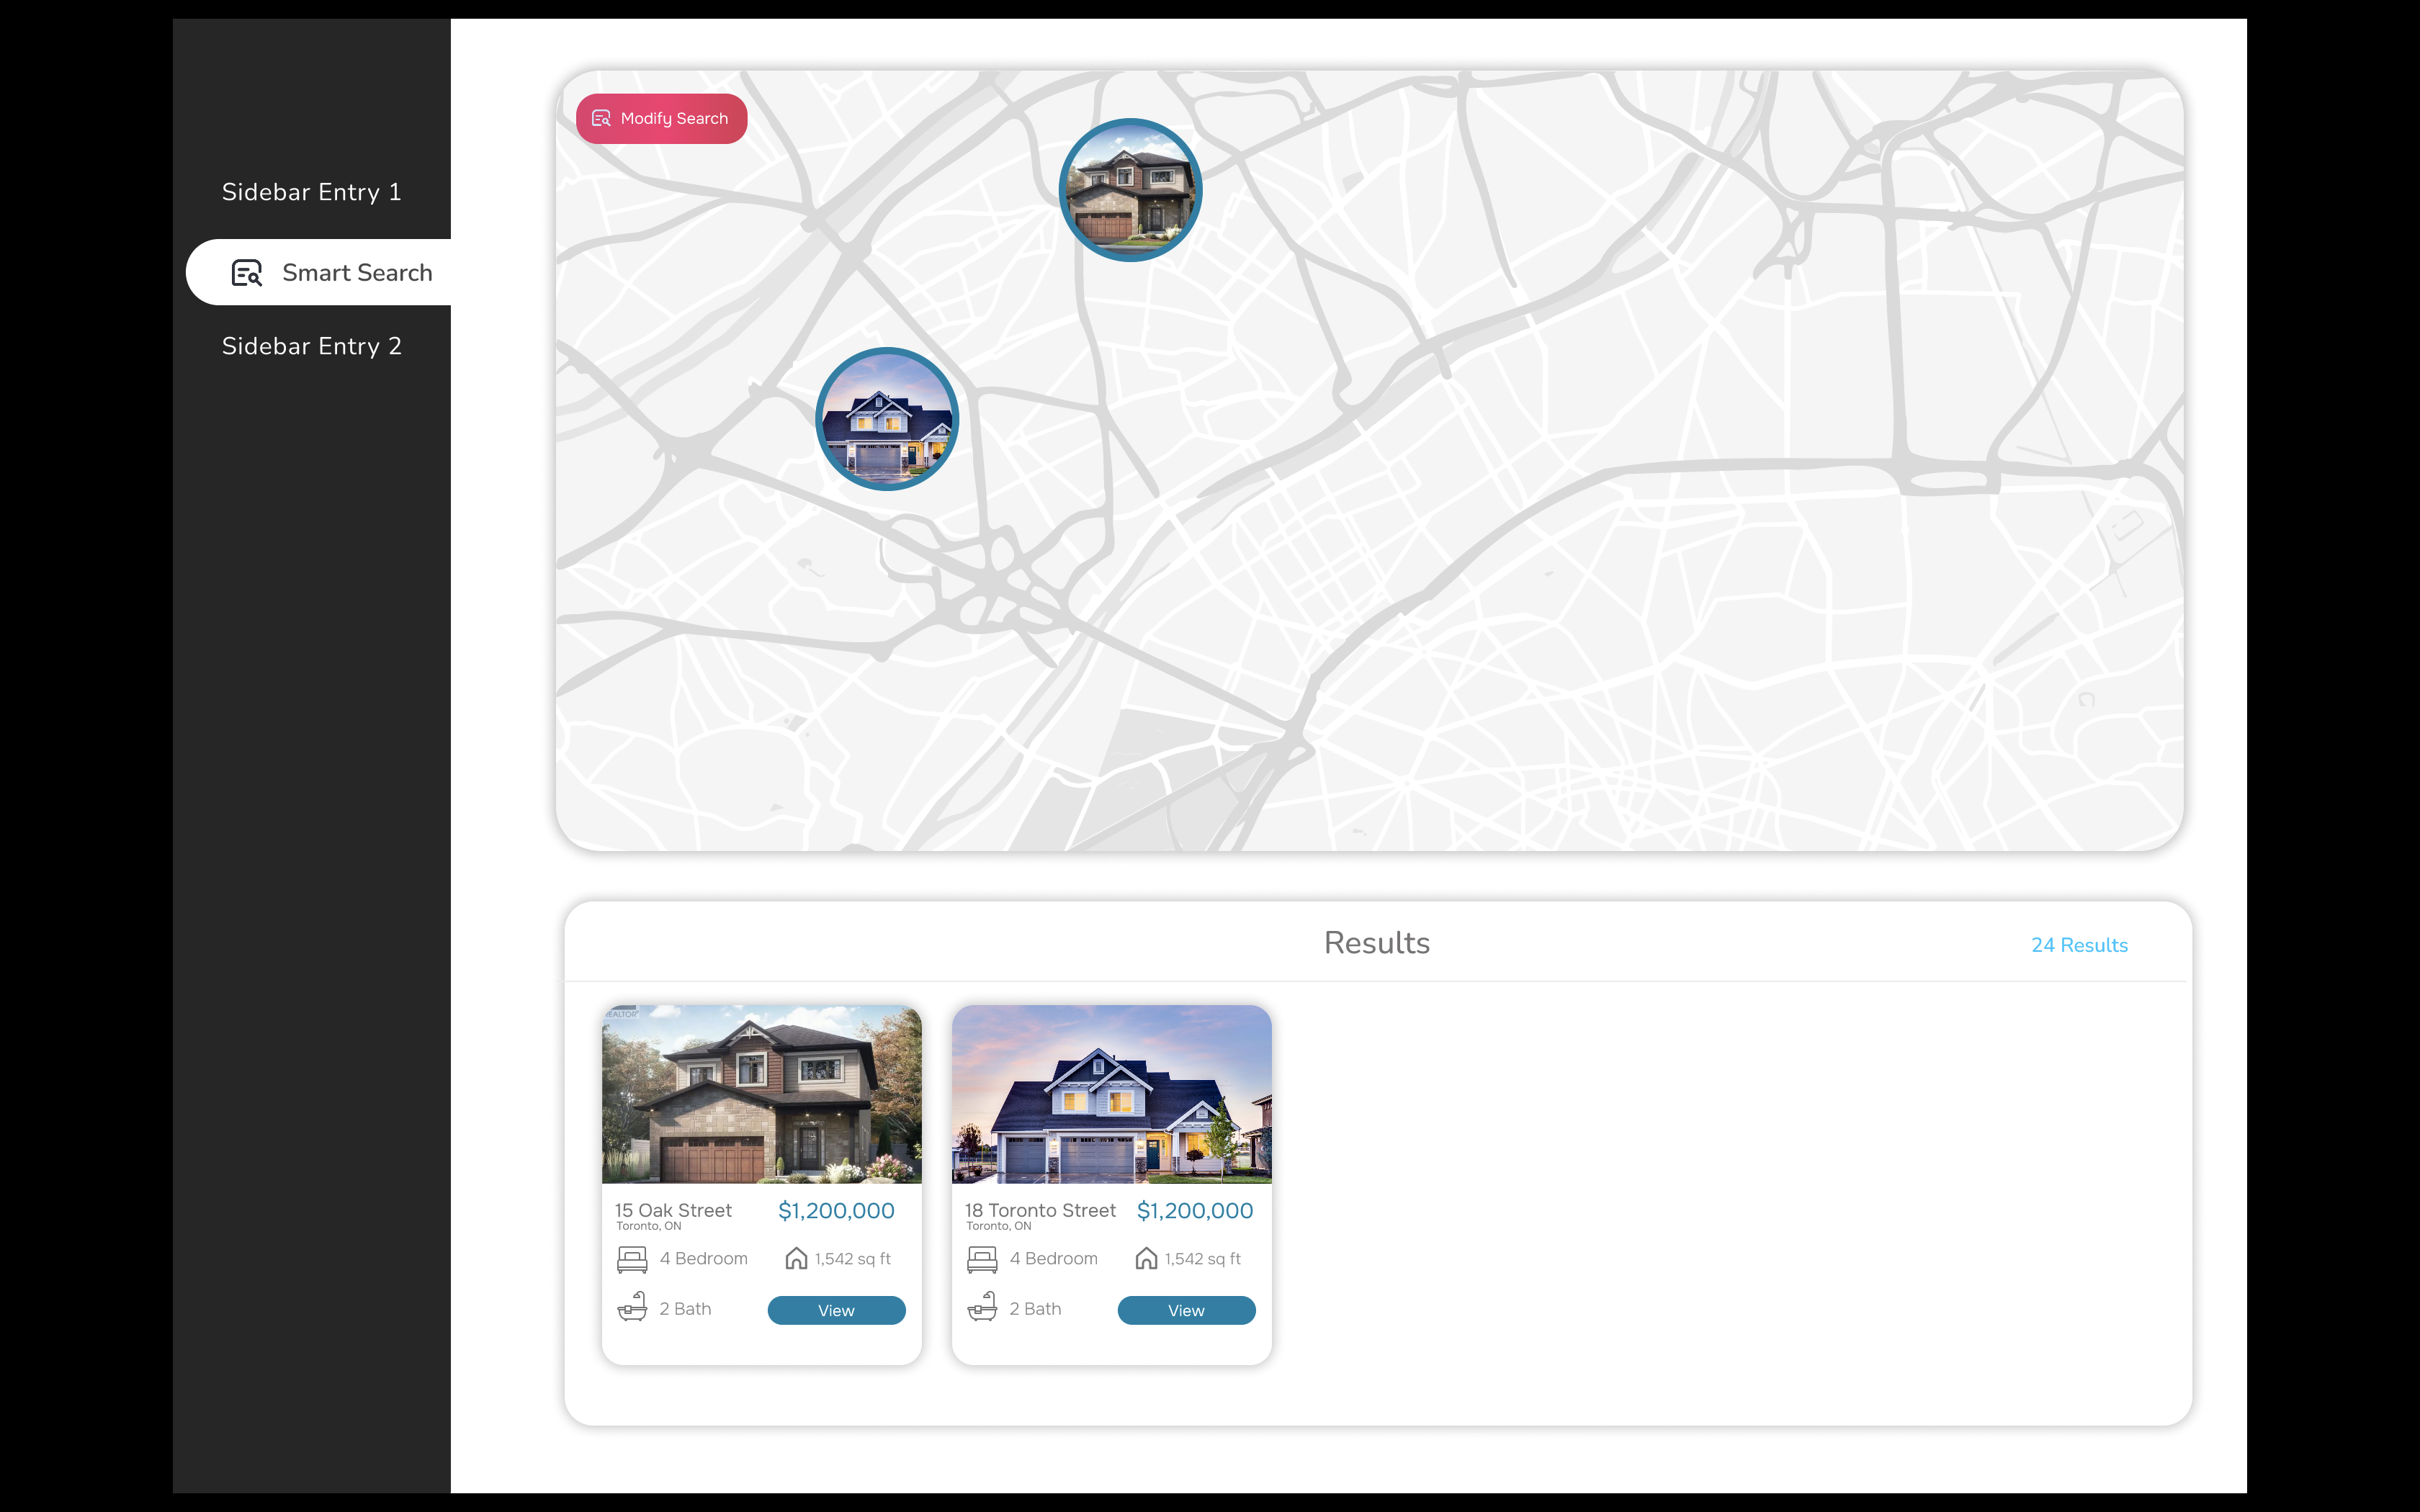 Sidebar Entry 1
Smart Search
Sidebar Entry 2
Modify Search
Results
24 Results
15 Oak Street $1,200,000
Toronto, ON
4 Bedroom 1,542 sq ft
2 Bath View
18 Toronto Street $1,200,000
Toronto, ON
4 Bedroom 1,542 sq ft
2 Bath View